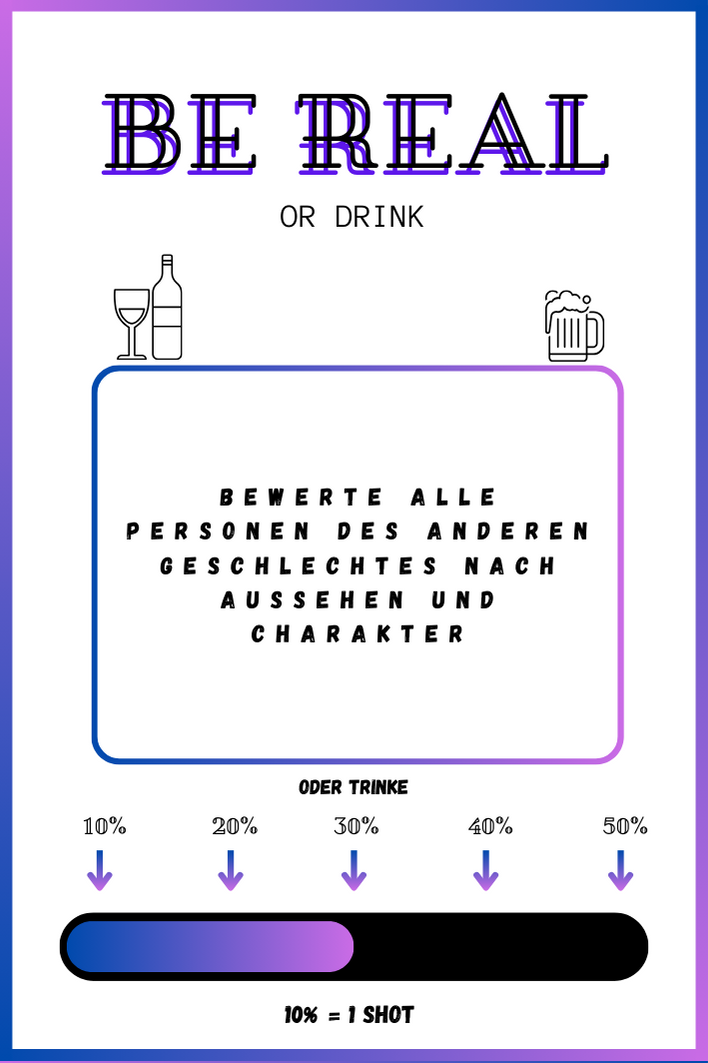 BE REAL
OR DRINK
BEWERTE ALLE
PERSONEN DES ANDEREN
GESCHLECHTES NACH
AUSSEHEN UND
CHARAKTER
ODER TRINKE
10% 20% 30% 40% 50%
10% = 1 SHOT